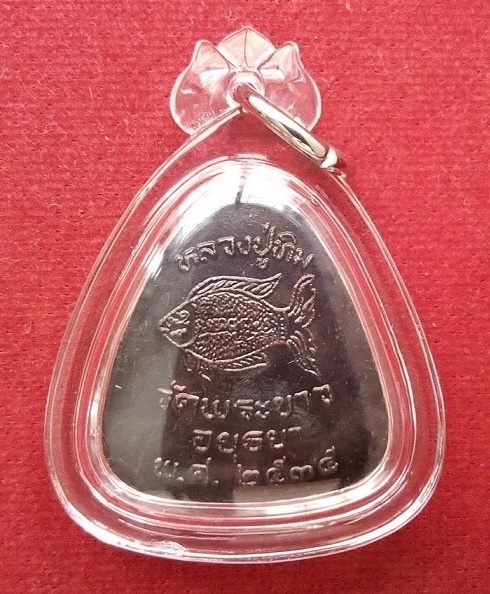 หลวงปู่ทิม
วัดพระขาว
อยุธยา
พ.ศ. ๒๕๓๕